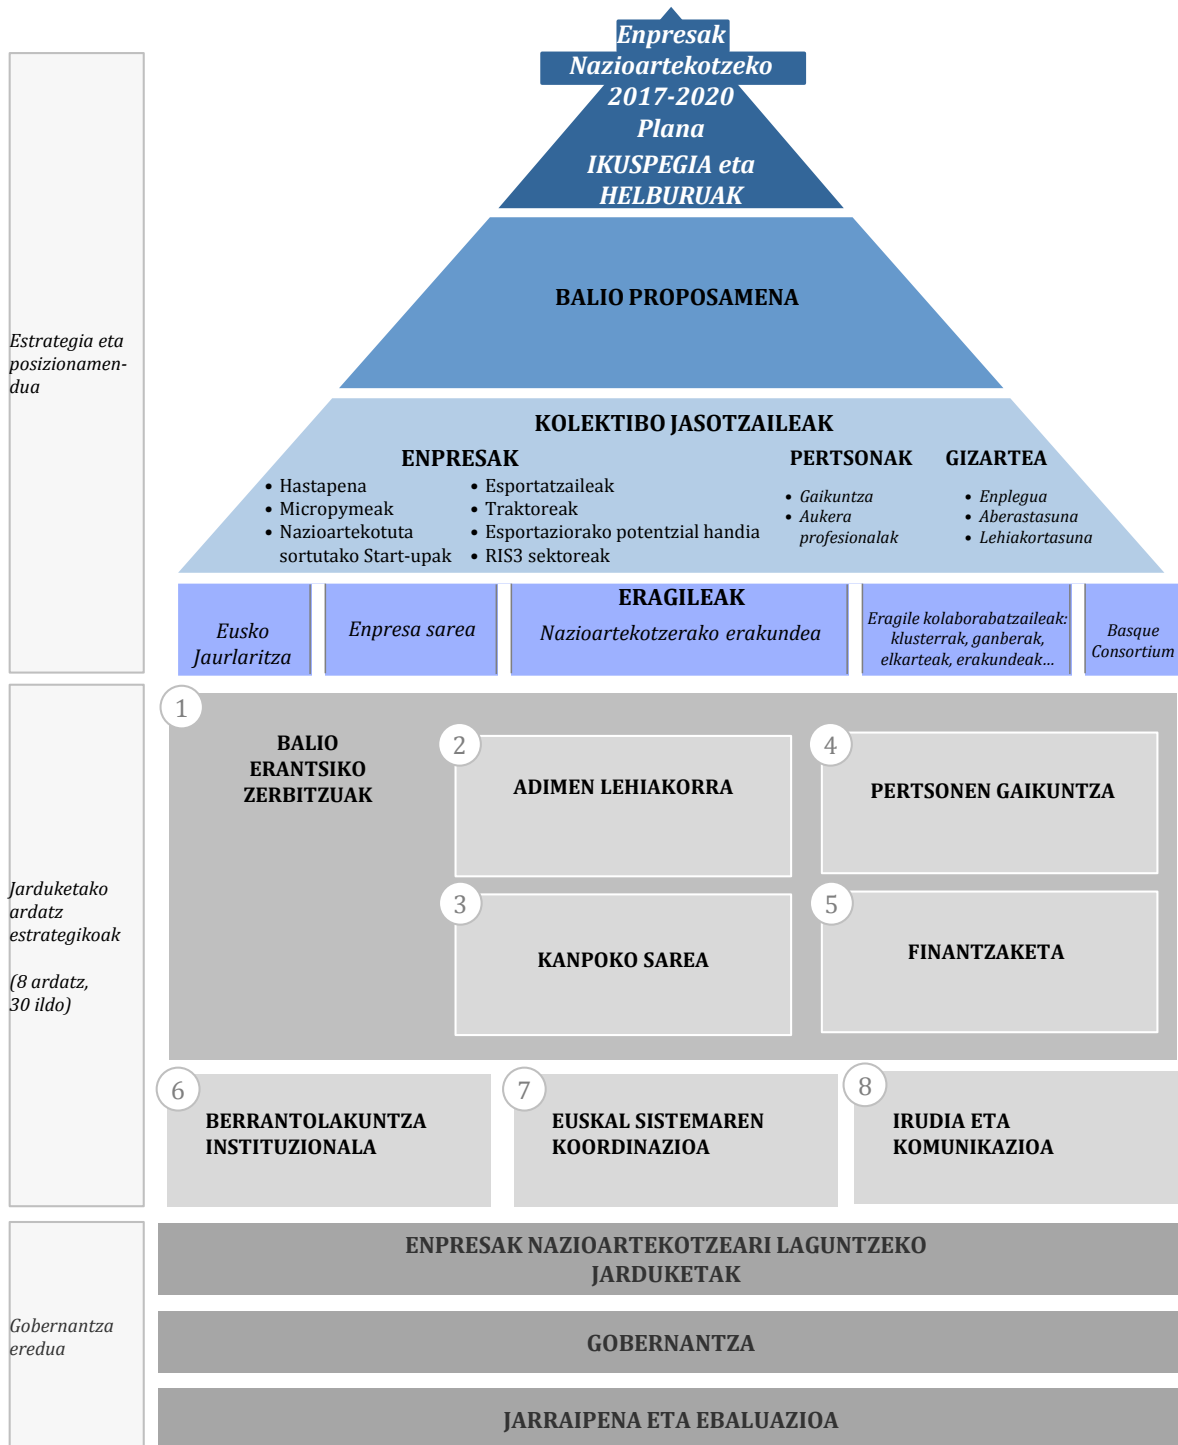 Enpresak
Nazioartekotzeko
2017-2020
Plana
IKUSPEGIA eta
HELBURUAK
BALIO PROPOSAMENA
Estrategia eta
posizionamen-
dua
KOLEKTIBO JASOTZAILEAK
ENPRESAK
• Hastapena
• Micropymeak
• Nazioartekotuta
sortutako Start-upak
• Esportatzaileak
• Traktoreak
• Esportaziorako potentzial handia
• RIS3 sektoreak
PERTSONAK
• Gaikuntza
• Aukera
profesionalak
GIZARTEA
• Enplegua
• Aberastasuna
• Lehiakortasuna
ERAGILEAK
Eusko
Jaurlaritza
Enpresa sarea
Nazioartekotzerako erakundea
Eragile kolaborabatzaileak:
klusterrak, ganberak,
elkarteak, erakundeak...
Basque
Consortium
Jarduketako
ardatz
estrategikoak
(8 ardatz,
30 ildo)
1
BALIO
ERANTSIKO
ZERBITZUAK
2
ADIMEN LEHIAKORRA
4
PERTSONEN GAIKUNTZA
3
KANPOKO SAREA
5
FINANTZAKETA
6
BERRANTOLAKUNTZA
INSTITUZIONALA
7
EUSKAL SISTEMAREN
KOORDINAZIOA
8
IRUDIA ETA
KOMUNIKAZIOA
Gobernantza
eredua
ENPRESAK NAZIOARTEKOTZEARI LAGUNTZEKO
JARDUKETAK
GOBERNANTZA
JARRAIPENA ETA EBALUAZIOA